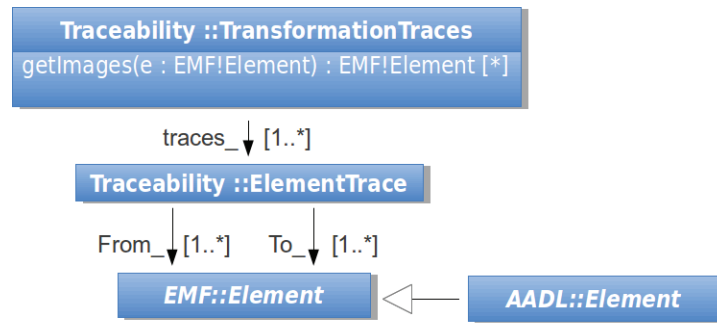 Traceability ::TransformationTraces
getImages(e : EMF!Element) : EMF!Element [*]
traces_ [1..*]
Traceability ::ElementTrace
From_ [1..*] To_ [1..*]
EMF::Element
AADL::Element